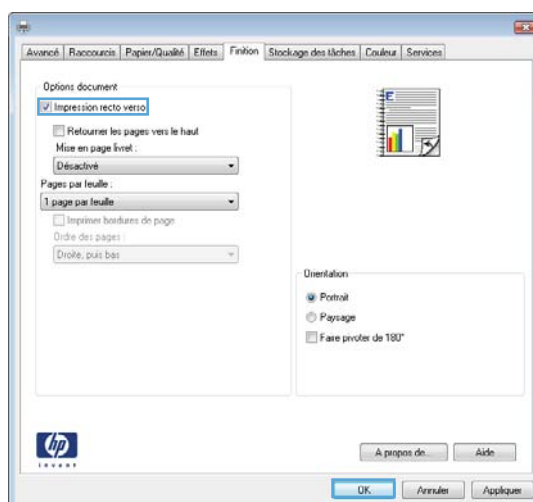 Avancé Raccourcis Papier/Qualité Effets Finition Stockage des tâches Couleur Services
Options document
Impression recto verso
Retourner les pages vers le haut
Mise en page livret :
Désactivé
Pages par feuille :
1 page par feuille
Imprimer bordures de page
Ordre des pages :
Droite, puis bas
E
Orientation
Portrait
Paysage
Faire pivoter de 180°
hp
invent
A propos de...
Aide
OK
Annuler
Appliquer